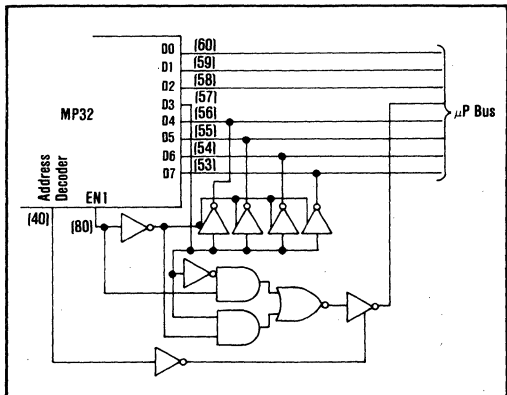 D0 (60)
D1 (59)
D2 (58)
D3 (57)
MP32 D4 (56)
D5 (55)
D6 (54)
D7 (53)
μP Bus
Address
Decoder
EN1
(40) (80)